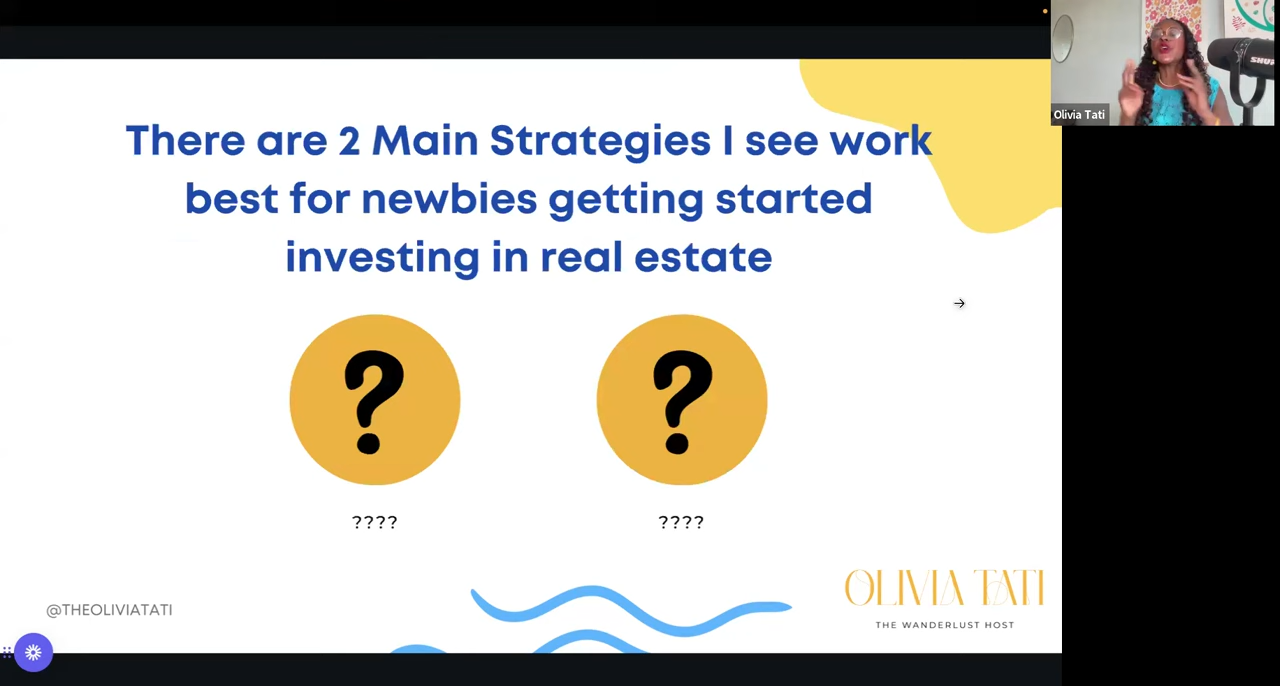 There are 2 Main Strategies I see work
best for newbies getting started
investing in real estate
Olivia Tati
SHURE
? ?
???? ????
@THEOLIVIATATI
OLIVIA TATI
THE WANDERLUST HOST